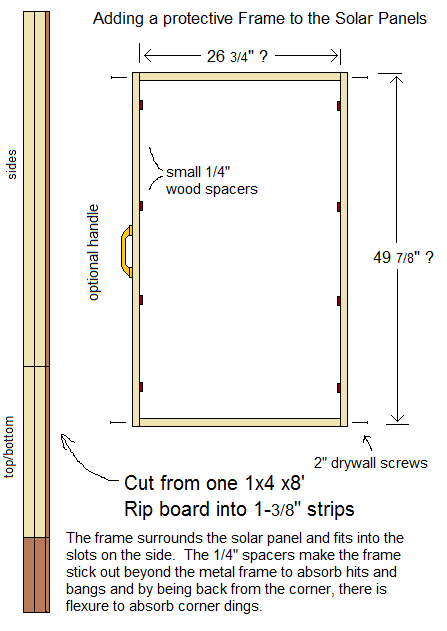 Adding a protective Frame to the Solar Panels
26 3/4" ?
sides
small 1/4"
wood spacers
optional handle
49 7/8" ?
top/bottom
2" drywall screws
Cut from one 1x4 x8'
Rip board into 1-3/8" strips
The frame surrounds the solar panel and fits into the
slots on the side.  The 1/4" spacers make the frame
stick out beyond the metal frame to absorb hits and
bangs and by being back from the corner, there is
flexure to absorb corner dings.